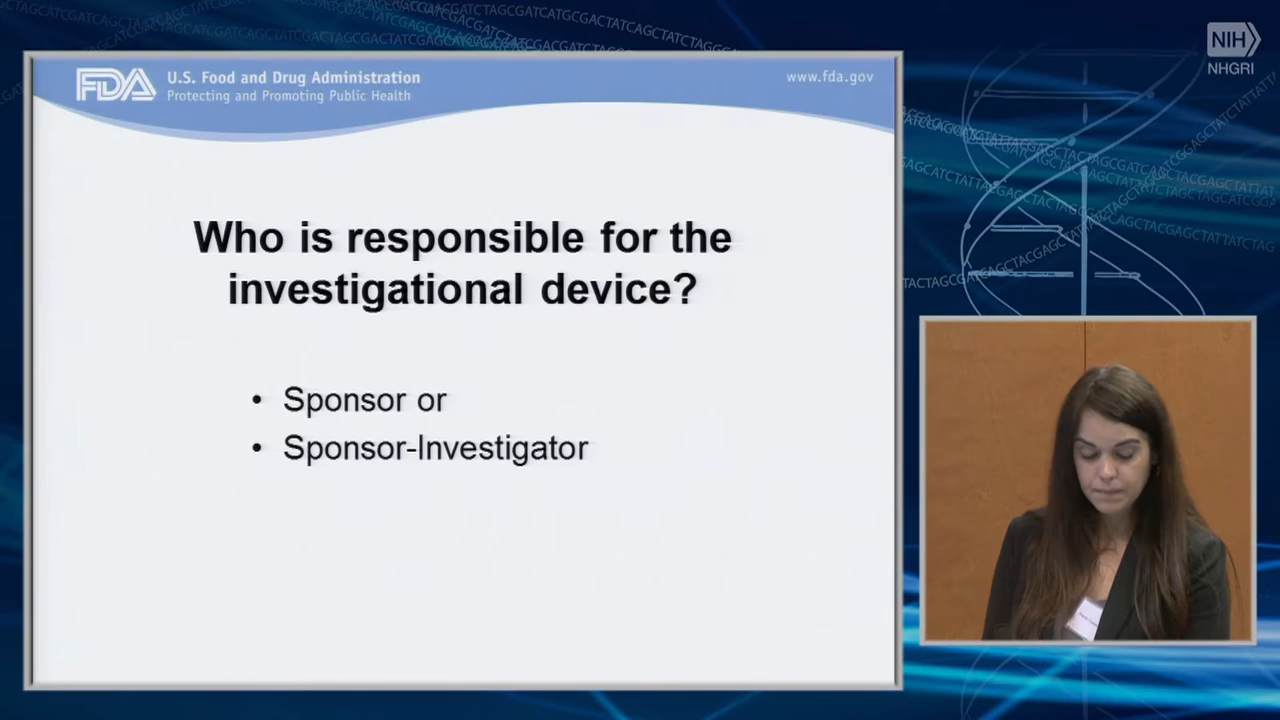 NIH
NHGRI
FDA
U.S. Food and Drug Administration
Protecting and Promoting Public Health
www.fda.gov
Who is responsible for the
investigational device?
• Sponsor or
• Sponsor-Investigator